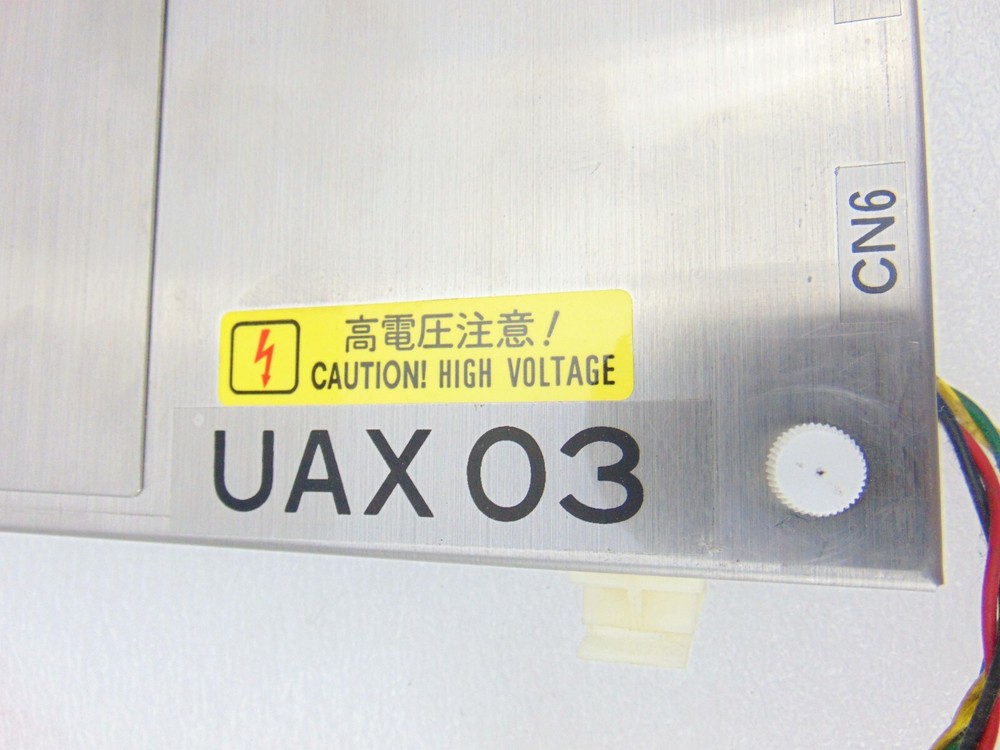 CN6
高電圧注意!
CAUTION! HIGH VOLTAGE
UAX 03